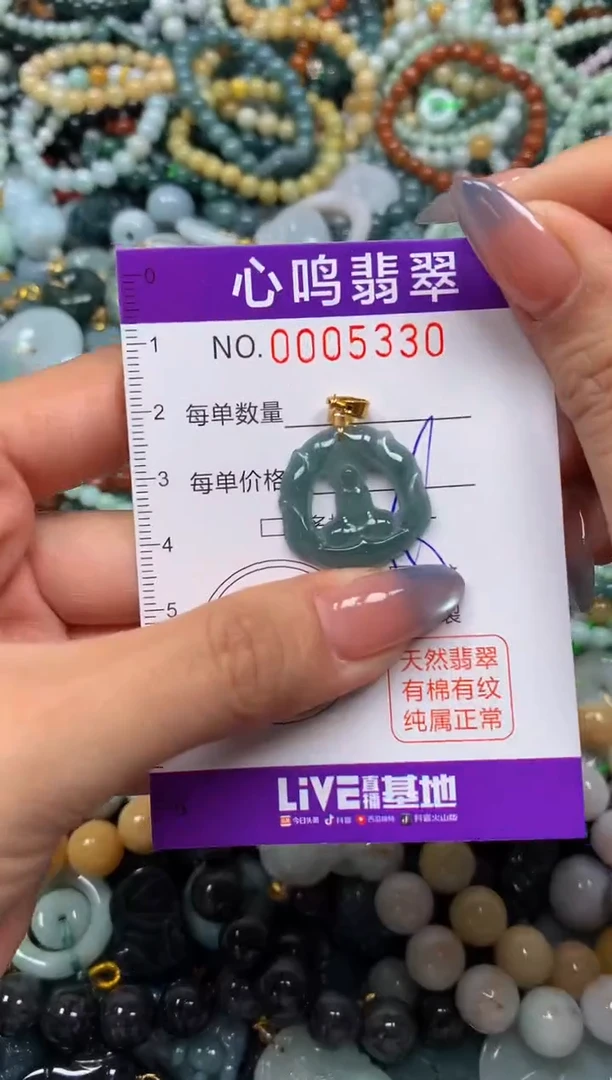 心鸣翡翠
NO.0005330
每单数量
每单价格
天然翡翠
有棉有纹
纯属正常
LiVE直播基地
今日头条 抖音 西瓜视频 抖音火山版
0
1
2
3
4
5